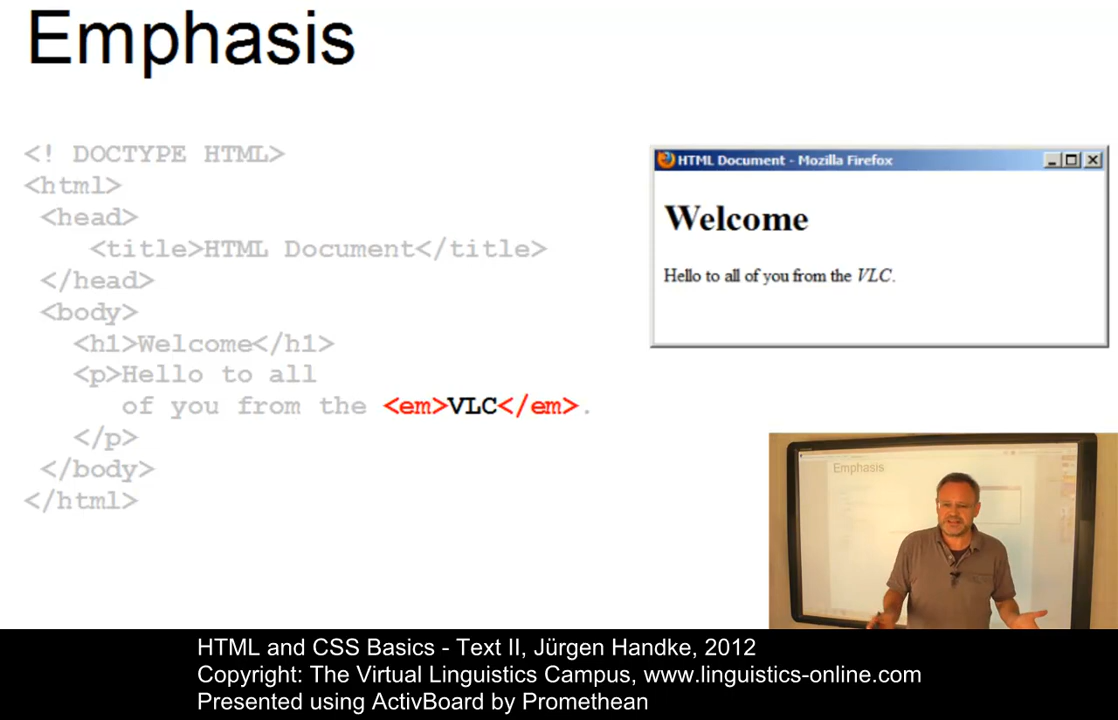 Emphasis
<! DOCTYPE HTML>
<html>
<head>
<title>HTML Document</title>
</head>
<body>
<h1>Welcome</h1>
<p>Hello to all
of you from the <em>VLC</em>.
</p>
</body>
</html>
HTML Document - Mozilla Firefox
Welcome
Hello to all of you from the VLC.
Emphasis
HTML and CSS Basics - Text II, Jürgen Handke, 2012
Copyright: The Virtual Linguistics Campus, www.linguistics-online.com
Presented using ActivBoard by Promethean